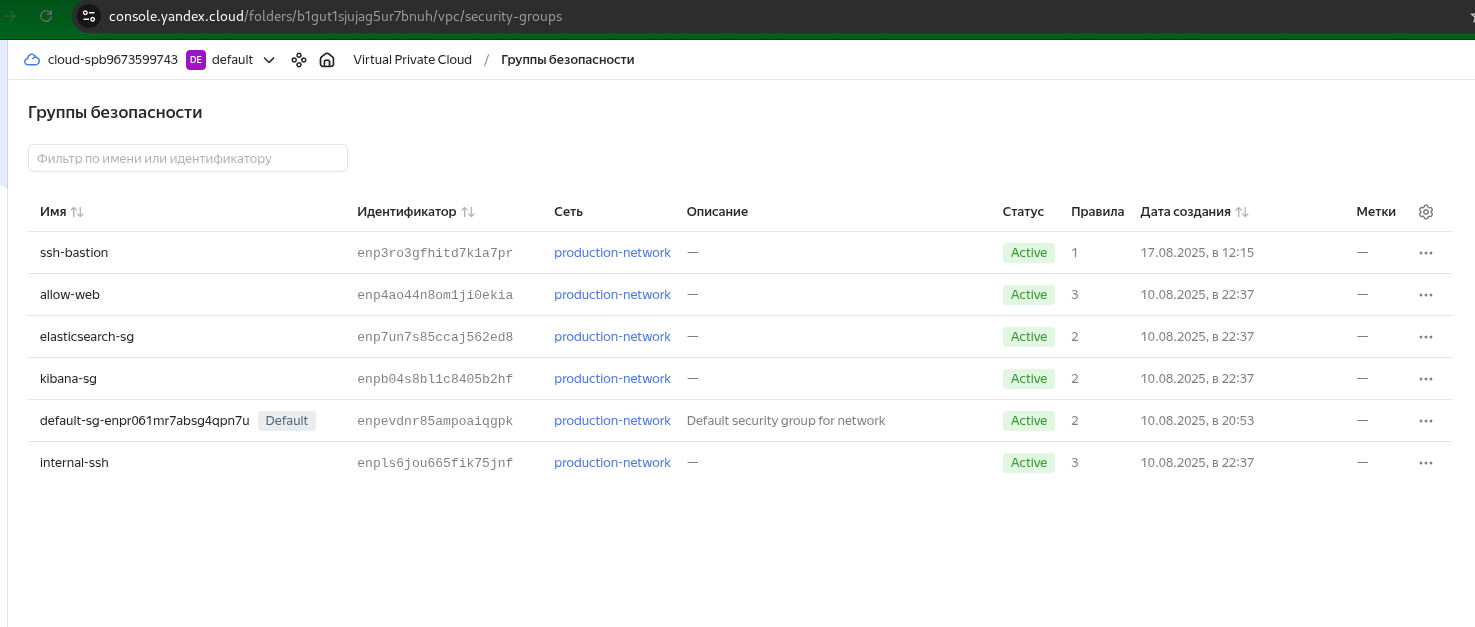 console.yandex.cloud/folders/b1gut1sjujag5ur7bnuh/vpc/security-groups
cloud-spb9673599743 DE default Virtual Private Cloud / Группы безопасности
Группы безопасности
Фильтр по имени или идентификатору
Имя Идентификатор Сеть Описание Статус Правила Дата создания Метки
ssh-bastion enp3ro3gfhitd7k1a7pr production-network — Active 1 17.08.2025, в 12:15 —
allow-web enp4ao44n8om1ji0ekia production-network — Active 3 10.08.2025, в 22:37 —
elasticsearch-sg enp7un7s85ccaj562ed8 production-network — Active 2 10.08.2025, в 22:37 —
kibana-sg enpb04s8bl1c8405b2hf production-network — Active 2 10.08.2025, в 22:37 —
default-sg-enpr061mr7absg4qpn7u Default enpevdnr85ampoaiqgpk production-network Default security group for network Active 2 10.08.2025, в 20:53 —
internal-ssh enpls6jou665fik75jnf production-network — Active 3 10.08.2025, в 22:37 —